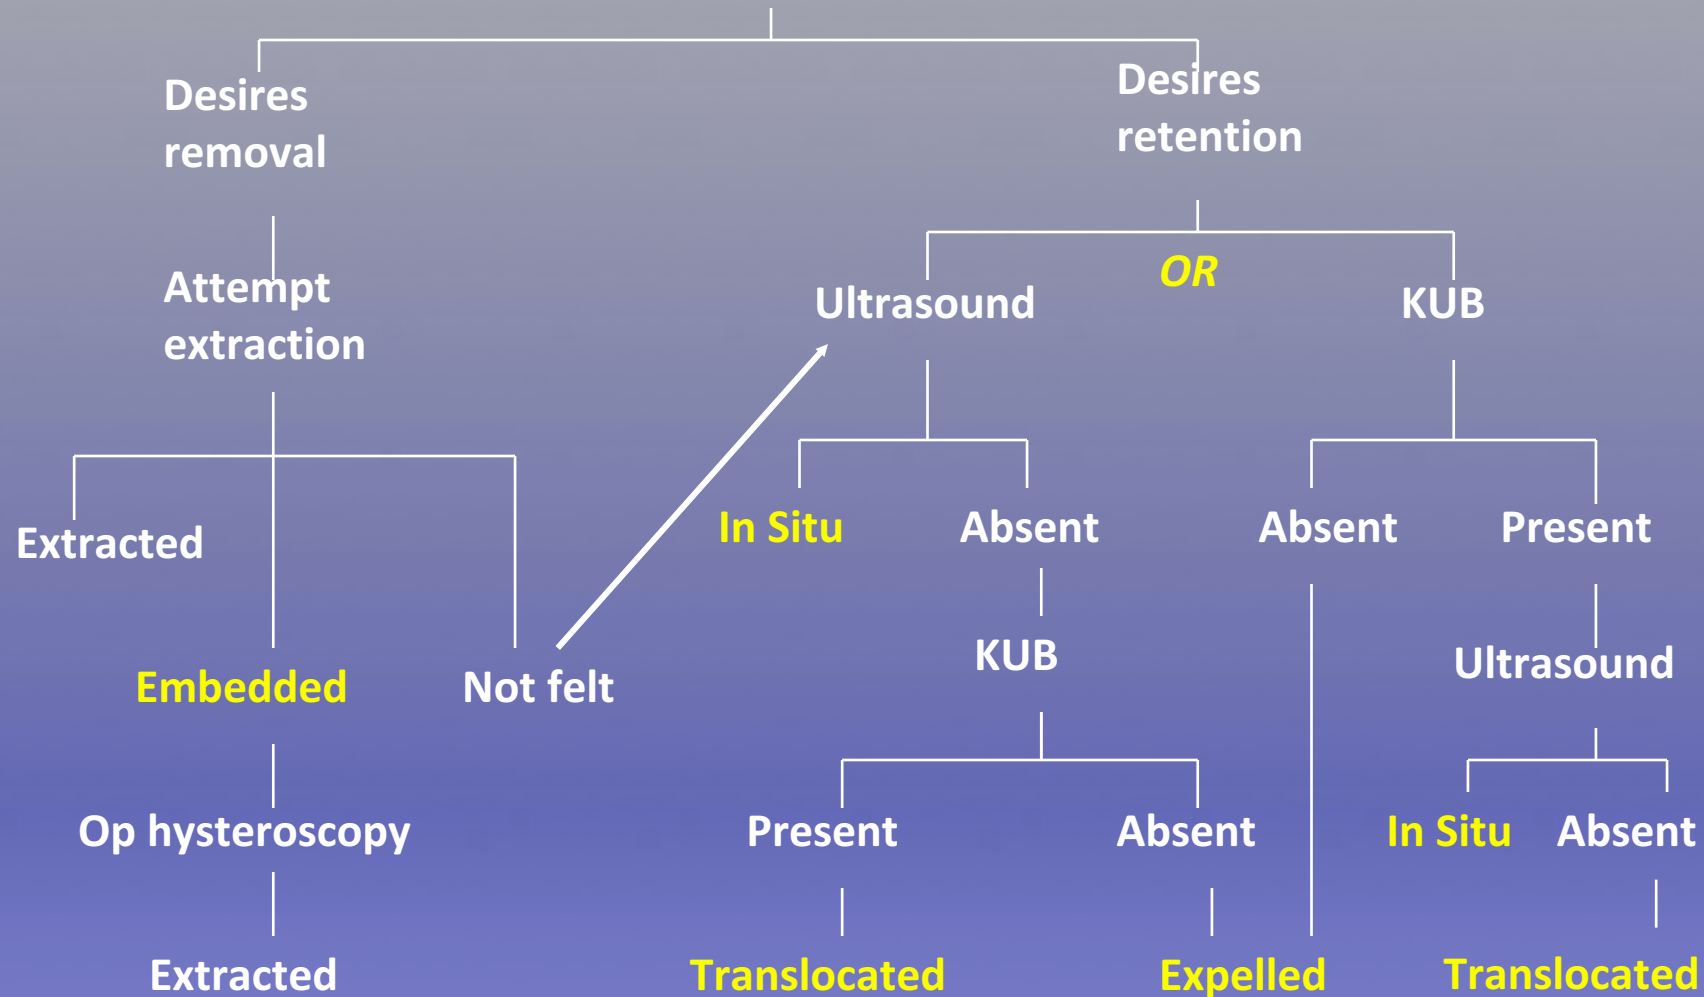 Desires
removal
Desires
retention
Attempt
extraction
Ultrasound
OR
KUB
Extracted
In Situ
Absent
Absent
Present
KUB
Ultrasound
Embedded
Not felt
Op hysteroscopy
Present
Absent
In Situ
Absent
Extracted
Translocated
Expelled
Translocated